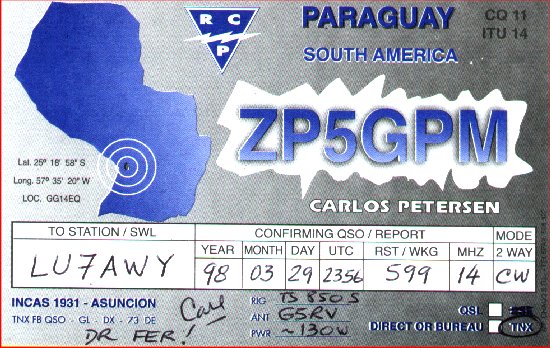 RCP
PARAGUAY
SOUTH AMERICA
CQ 11
ITU 14
ZP5GPM
6
Lat. 25° 16' 58" S
Long. 57° 35' 20" W
LOC. GG14EQ
CARLOS PETERSEN
TO STATION / SWL
CONFIRMING QSO / REPORT
MODE
YEAR MONTH DAY UTC RST / WKG MHZ 2 WAY
LU7AWY 98 03 29 2356 599 14 CW
INCAS 1931 - ASUNCION
TNX FB QSO - GL - DX - 73 DE
DR FER!
RIG TS 850 S
ANT G5RV
PWR ~130W
QSL
DIRECT OR BUREAU
TNX